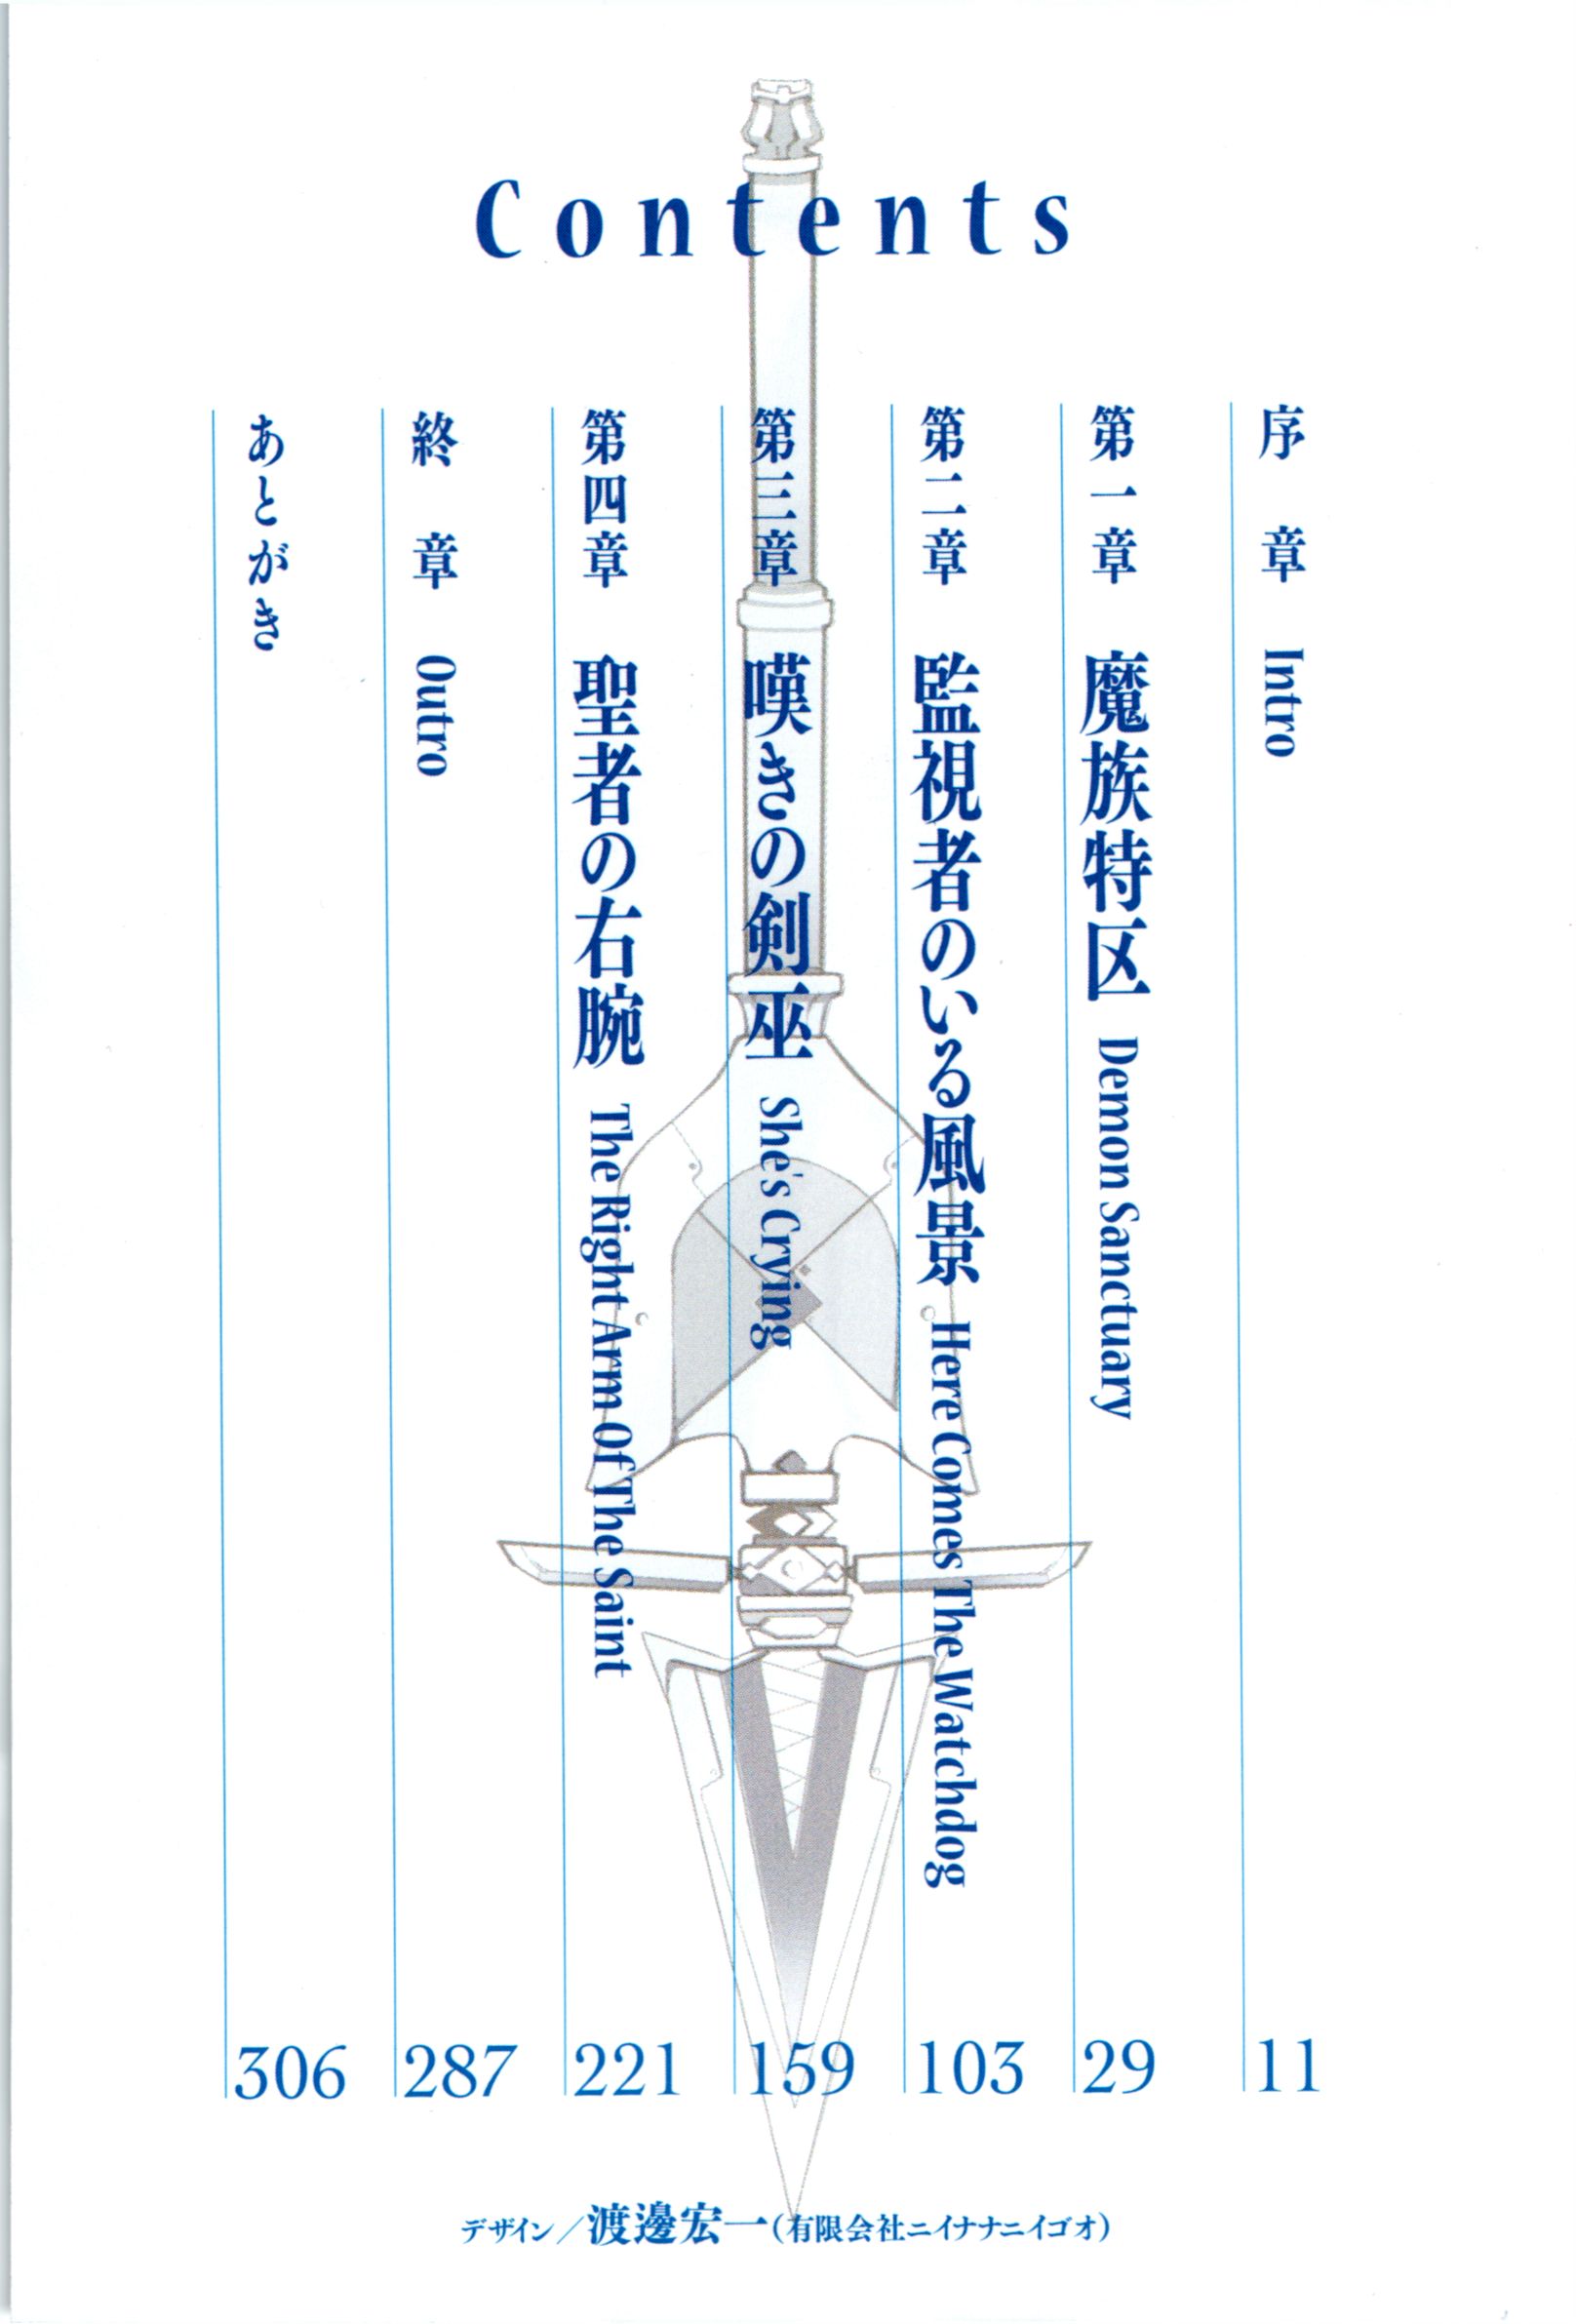 Contents
序章 Intro 11
第一章 魔族特区 Demon Sanctuary 29
第二章 監視者のいる風景 Here Comes The Watchdog 103
第三章 嘆きの剣巫 She's Crying 159
第四章 聖者の右腕 The Right Arm Of The Saint 221
終章 Outro 287
あとがき 306
デザイン／渡邊宏一(有限会社ニイナナニイゴオ)